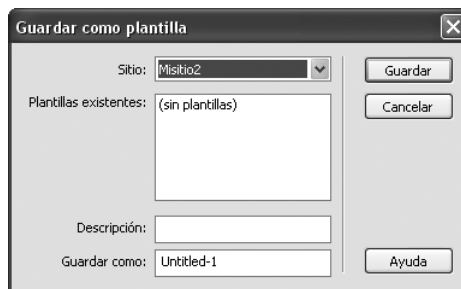 Guardar como plantilla
Sitio: Misitio2 Guardar
Plantillas existentes: (sin plantillas) Cancelar
Descripción:
Guardar como: Untitled-1 Ayuda